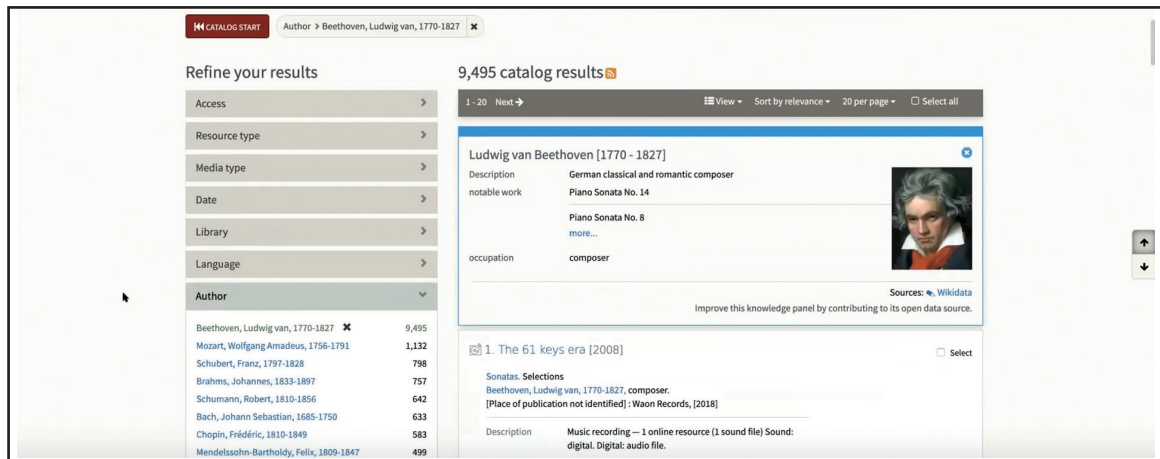 CATALOG START
Author > Beethoven, Ludwig van, 1770-1827 ✖
Refine your results
Access
Resource type
Media type
Date
Library
Language
Author
Beethoven, Ludwig van, 1770-1827 ✖ 9,495
Mozart, Wolfgang Amadeus, 1756-1791 1,132
Schubert, Franz, 1797-1828 798
Brahms, Johannes, 1833-1897 757
Schumann, Robert, 1810-1856 642
Bach, Johann Sebastian, 1685-1750 633
Chopin, Frédéric, 1810-1849 583
Mendelssohn-Bartholdy, Felix, 1809-1847 499
9,495 catalog results
1 - 20 Next → View Sort by relevance 20 per page Select all
Ludwig van Beethoven [1770 - 1827]
Description German classical and romantic composer
notable work Piano Sonata No. 14
Piano Sonata No. 8
more...
occupation composer
Sources: Wikidata
Improve this knowledge panel by contributing to its open data source.
1. The 61 keys era [2008] Select
Sonatas. Selections
Beethoven, Ludwig van, 1770-1827, composer.
[Place of publication not identified] : Waon Records, [2018]
Description Music recording — 1 online resource (1 sound file) Sound:
digital. Digital: audio file.